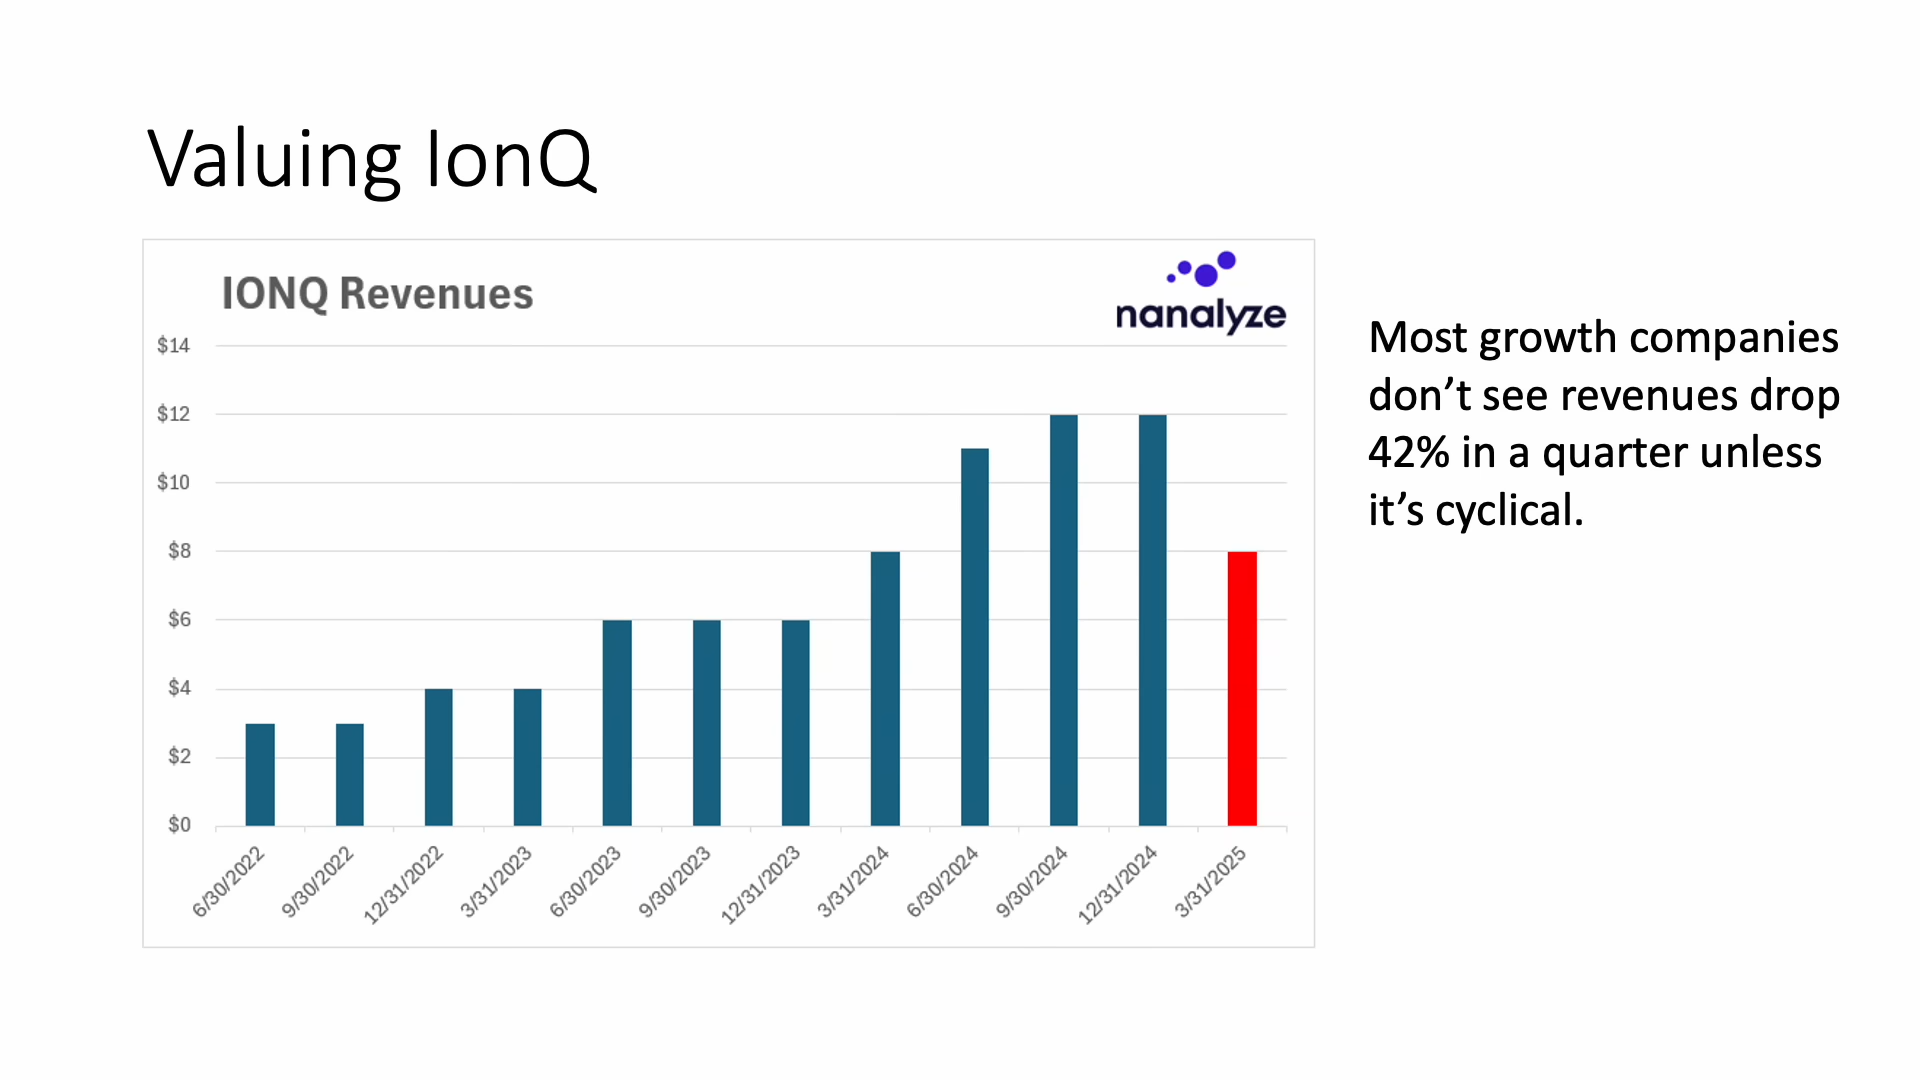 Valuing IonQ
IONQ Revenues
nanalyze
$14
$12
$10
$8
$6
$4
$2
$0
6/30/2022
9/30/2022
12/31/2022
3/31/2023
6/30/2023
9/30/2023
12/31/2023
3/31/2024
6/30/2024
9/30/2024
12/31/2024
3/31/2025
Most growth companies
don’t see revenues drop
42% in a quarter unless
it’s cyclical.